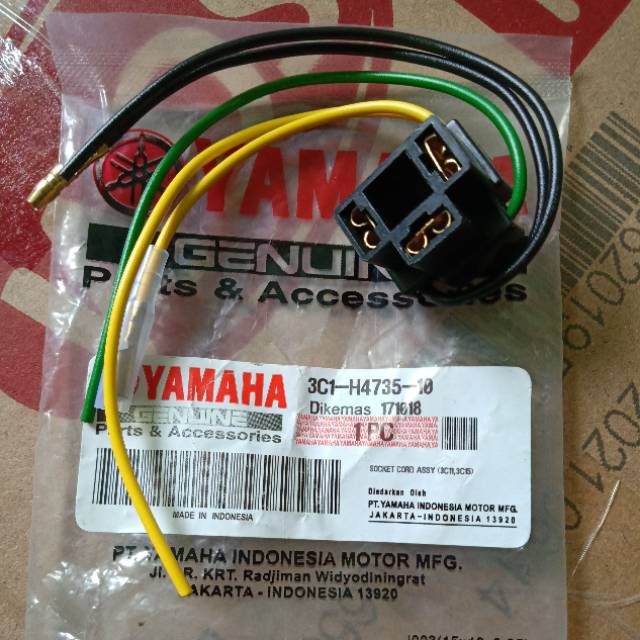 YAMAHA
GENUINE
Parts & Accessories
YAMAHA
GENUINE
Parts & Accessories
3C1-H4735-10
Dikemas 171018
1PC
SOCKET CORD ASSY (3C11,3C15)
MADE IN INDONESIA
Diedarkan Oleh
PT.YAMAHA INDONESIA MOTOR MFG.
JAKARTA-INDONESIA 13920
PT. YAMAHA INDONESIA MOTOR MFG.
JL. DR. KRT. Radjiman Widyodiningrat
JAKARTA - INDONESIA 13920